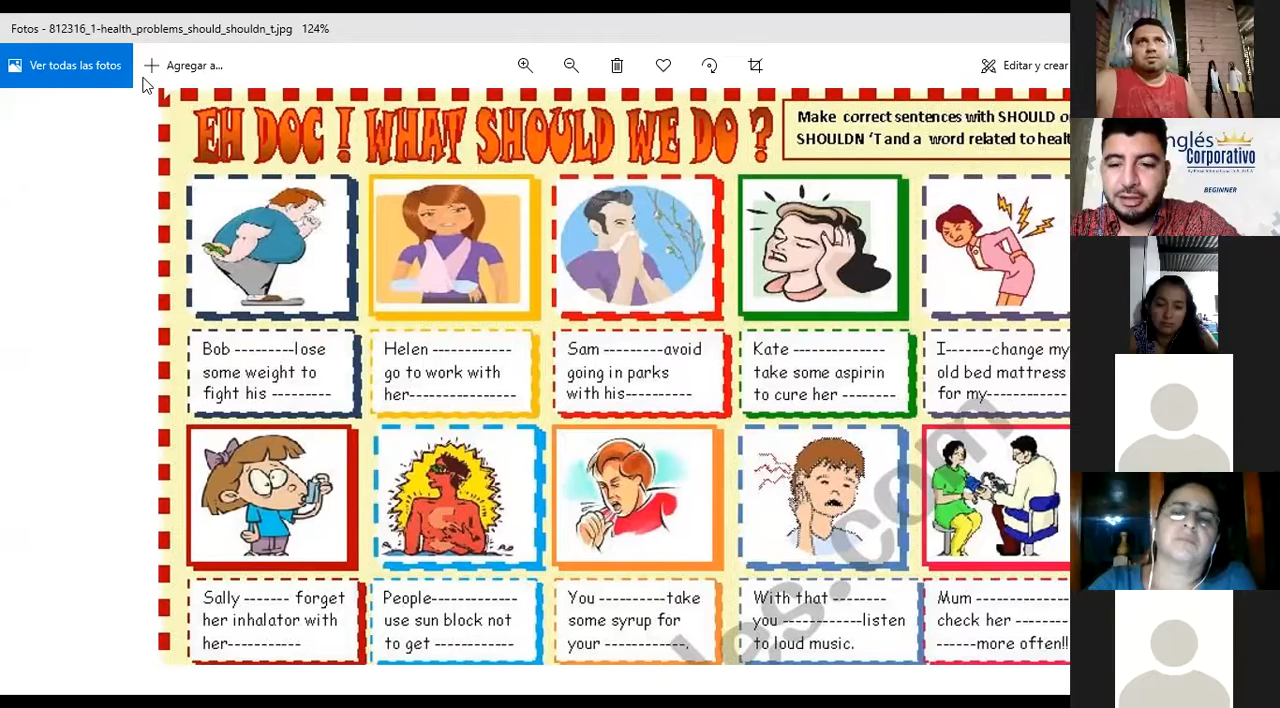 Fotos - 812316_1-health_problems_should_shouldn_t.jpg 124%
Ver todas las fotos
Agregar a...
Editar y crear
EH DOC ! WHAT SHOULD WE DO ?
Make correct sentences with SHOULD o
SHOULDN 'T and a word related to healt
Bob ---------lose
some weight to
fight his ---------
Helen ------------
go to work with
her----------------
Sam ---------avoid
going in parks
with his----------
Kate --------------
take some aspirin
to cure her --------
I-------change my
old bed mattress
for my------------
Sally ------- forget
her inhalator with
her-----------
People-------------
use sun block not
to get ------------
You ----------take
some syrup for
your ------------.
With that --------
you ------------listen
to loud music.
Mum --------------
check her --------
------more often!!
les.com
nglés
Corporativo
BEGINNER